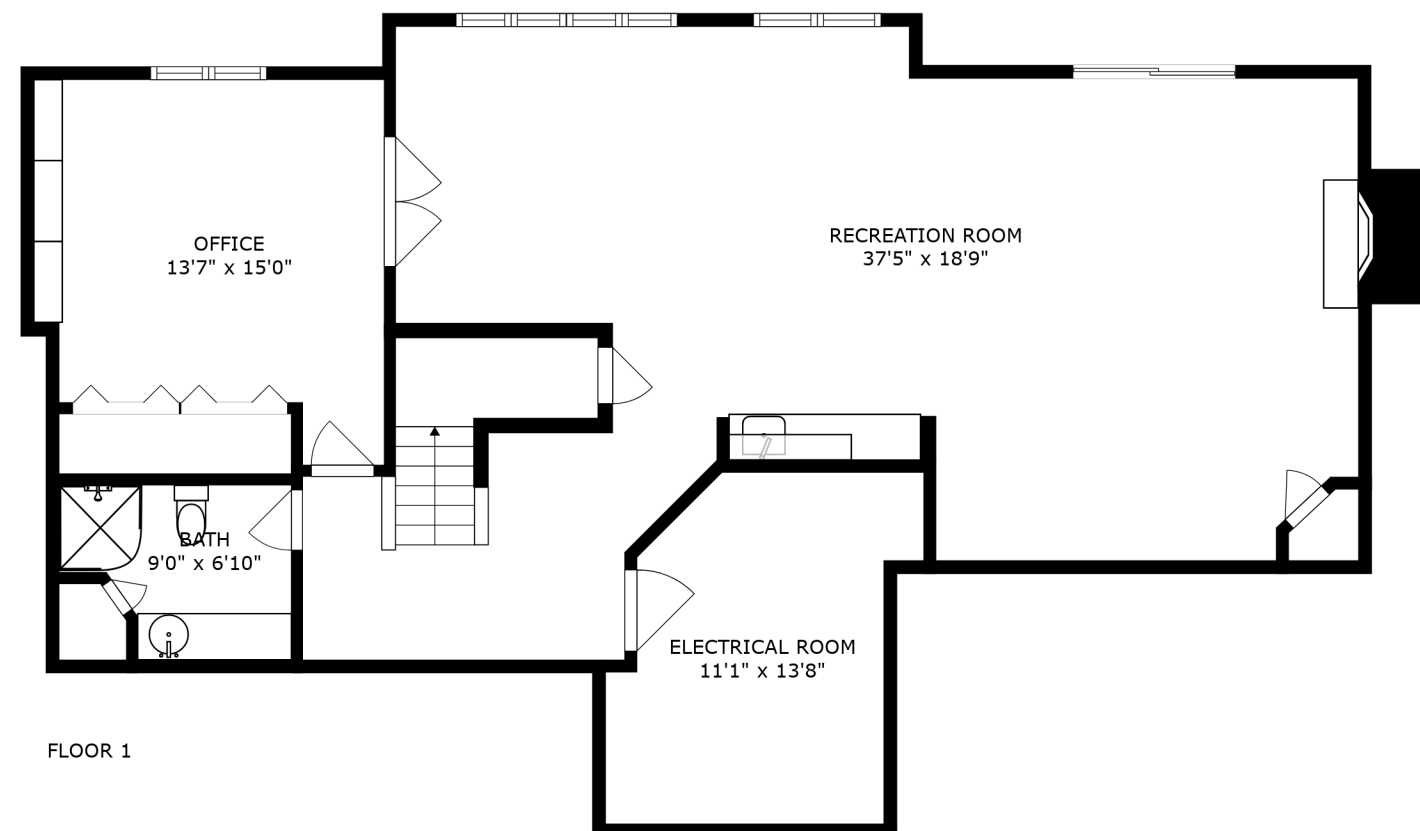 RECREATION ROOM
37'5" x 18'9"
OFFICE
13'7" x 15'0"
BATH
9'0" x 6'10"
ELECTRICAL ROOM
11'1" x 13'8"
FLOOR 1